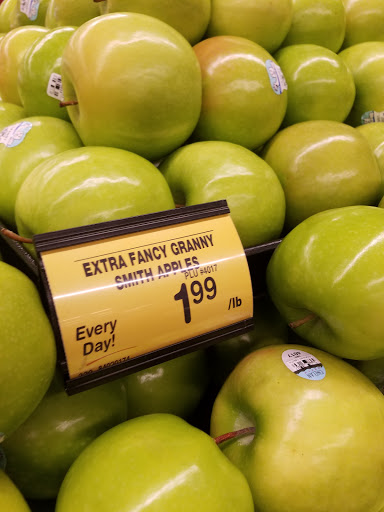 EXTRA FANCY GRANNY
SMITH APPLES
PLU #4017
1 99 /lb
Every
Day!